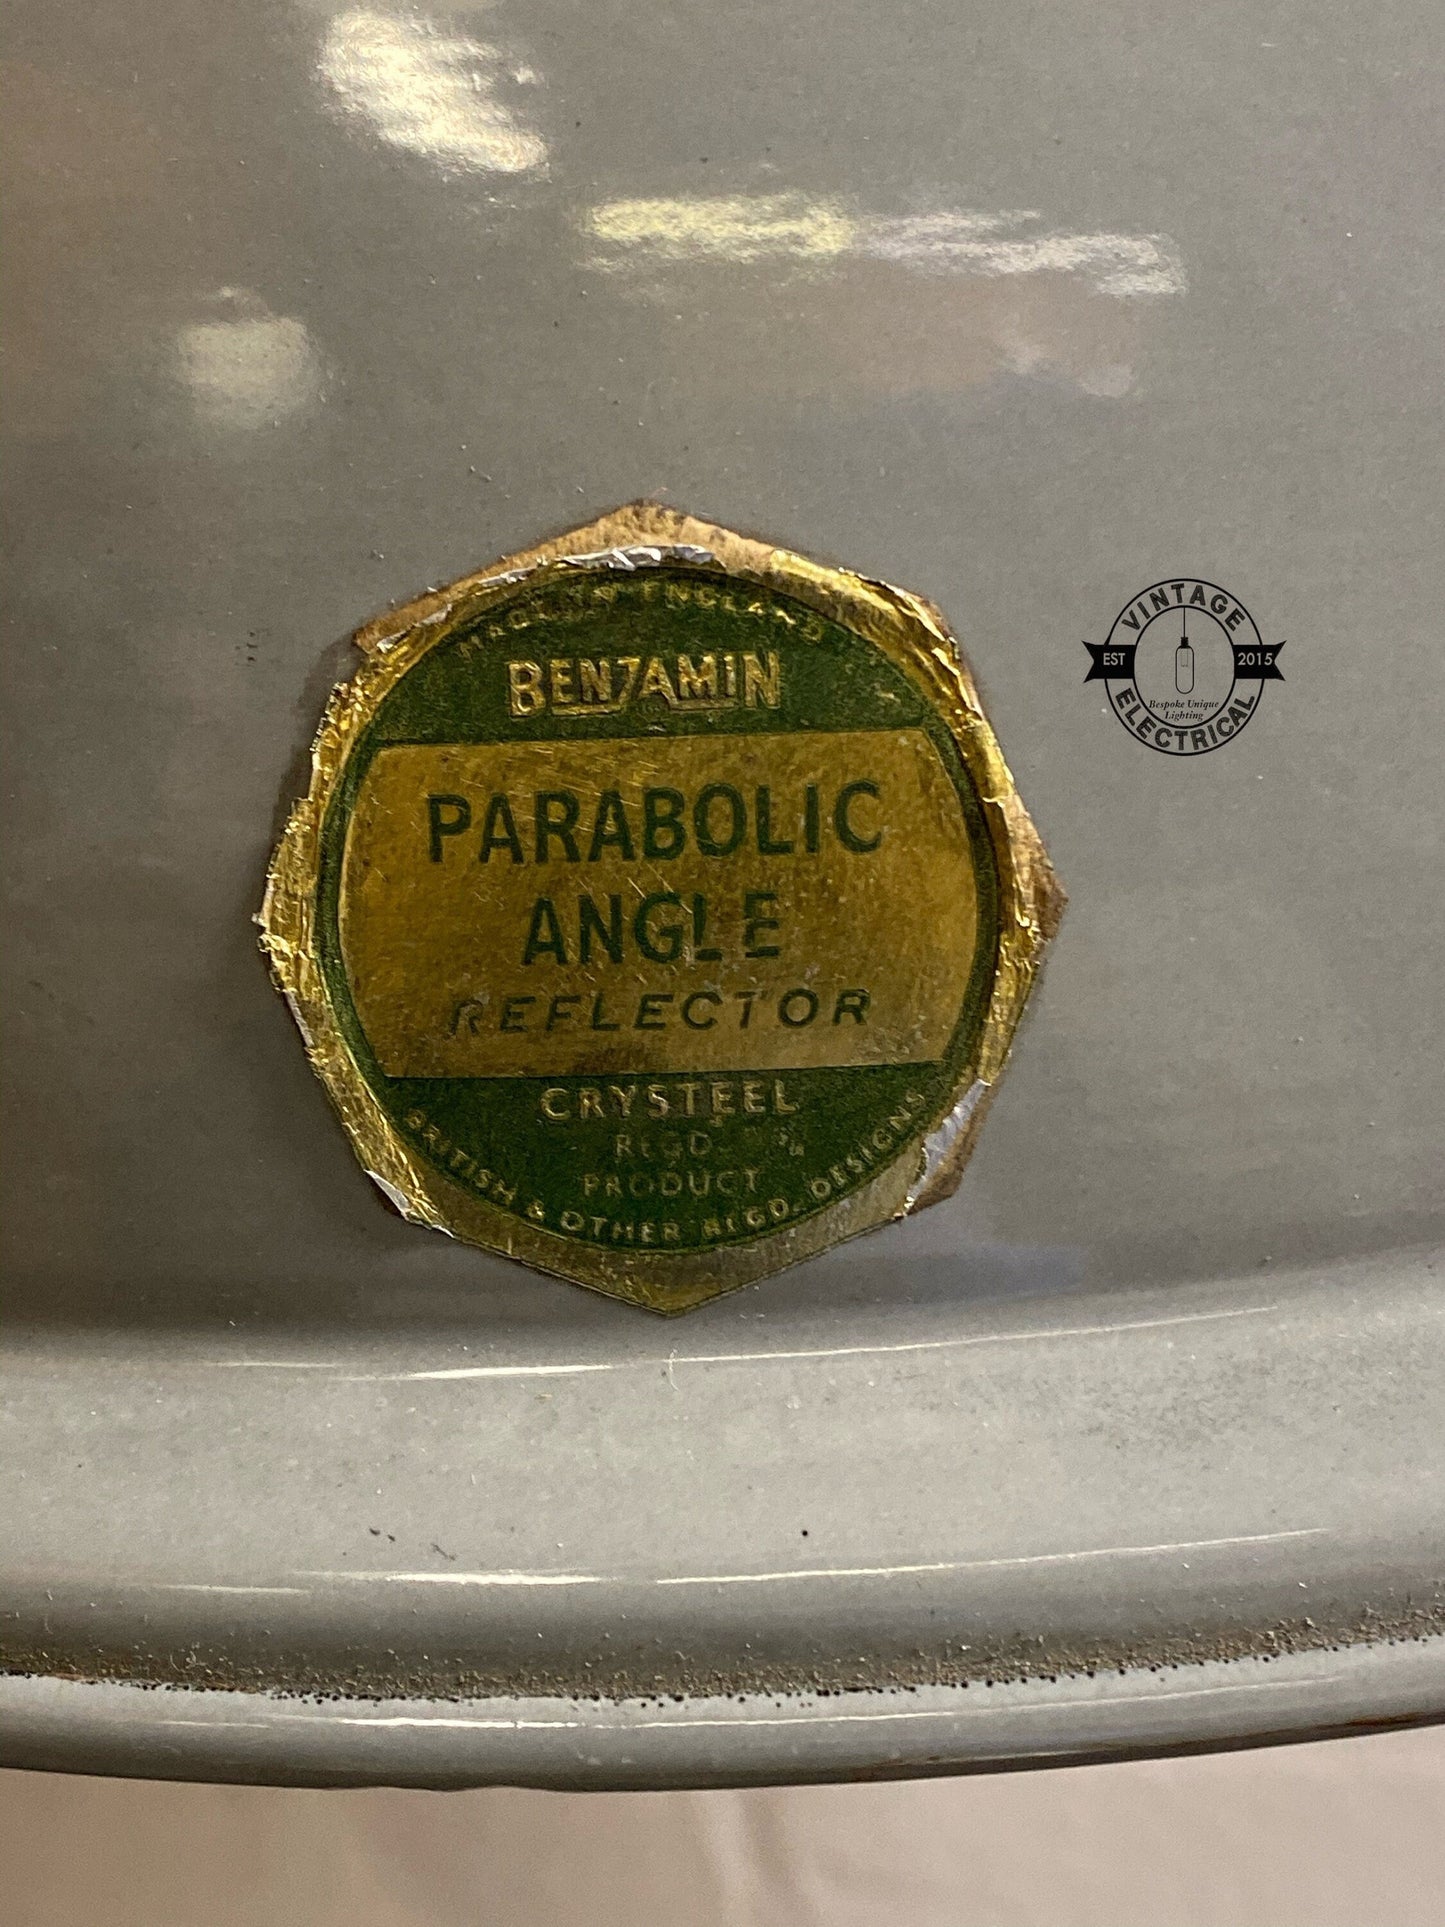 MADE IN ENGLAND
BENJAMIN
PARABOLIC
ANGLE
REFLECTOR
CRYSTEEL
REGD.
PRODUCT
BRITISH & OTHER REGD. DESIGNS
VINTAGE
EST 2015
Bespoke Unique
Lighting
ELECTRICAL